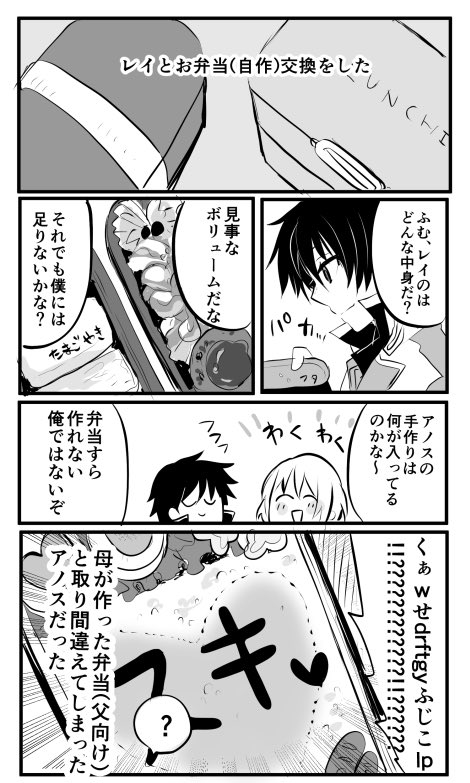 レイとお弁当(自作)交換をした
LUNCH
ふむ、レイのは
どんな中身だ?
パカッ
フタ
見事な
ボリュームだな
それでも僕には
足りないかな?
たまごやき
アノスの
手作りは
何が入ってる
のかな〜
わく わく
弁当すら
作れない
俺ではないぞ
くぁwせdrftgyふじこlp
!!?????????????!!??????
スキ♥
?
母が作った弁当(父向け)
と取り間違えてしまった
アノスだった